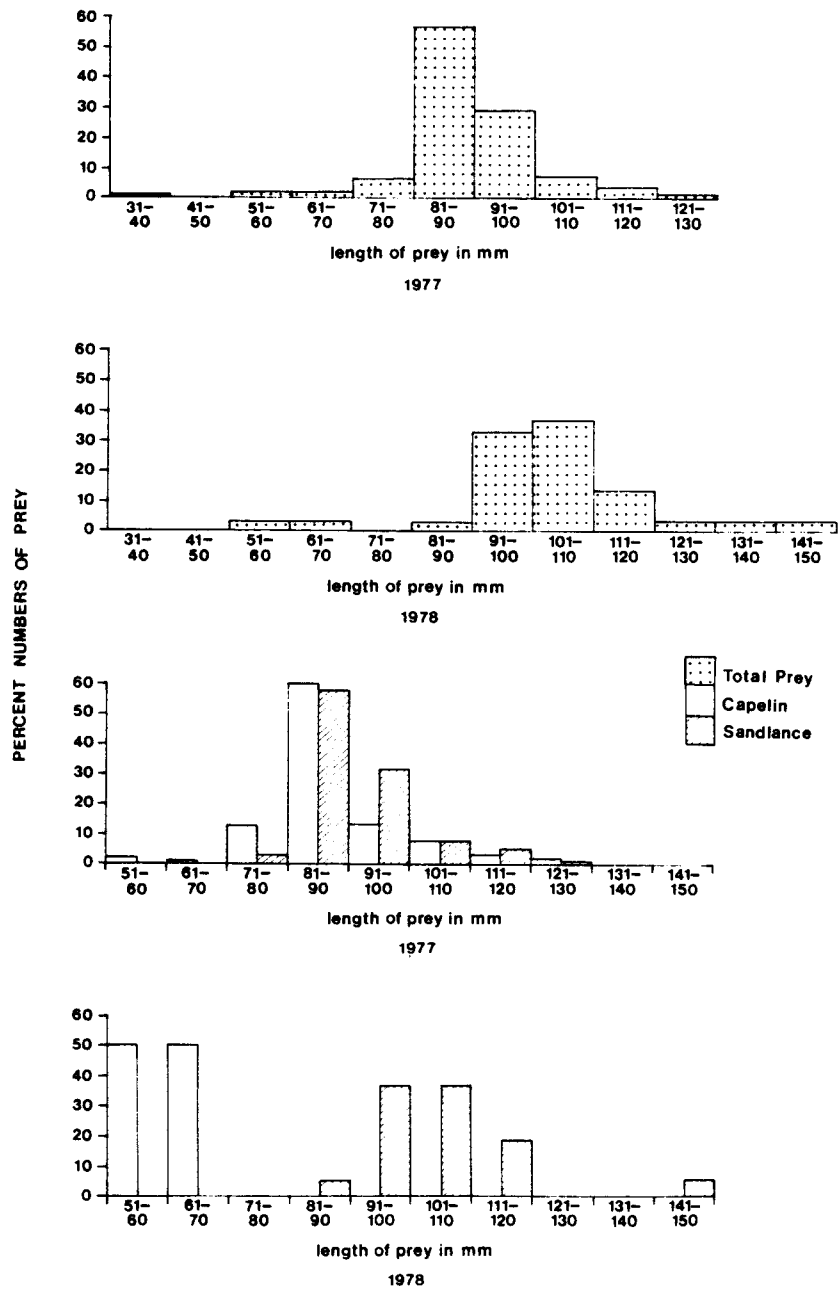 PERCENT NUMBERS OF PREY
60
50
40
30
20
10
0
31– 41– 51– 61– 71– 81– 91– 101– 111– 121–
40 50 60 70 80 90 100 110 120 130
length of prey in mm
1977
60
50
40
30
20
10
0
31– 41– 51– 61– 71– 81– 91– 101– 111– 121– 131– 141–
40 50 60 70 80 90 100 110 120 130 140 150
length of prey in mm
1978
Total Prey
Capelin
Sandlance
60
50
40
30
20
10
0
51– 61– 71– 81– 91– 101– 111– 121– 131– 141–
60 70 80 90 100 110 120 130 140 150
length of prey in mm
1977
60
50
40
30
20
10
0
51– 61– 71– 81– 91– 101– 111– 121– 131– 141–
60 70 80 90 100 110 120 130 140 150
length of prey in mm
1978